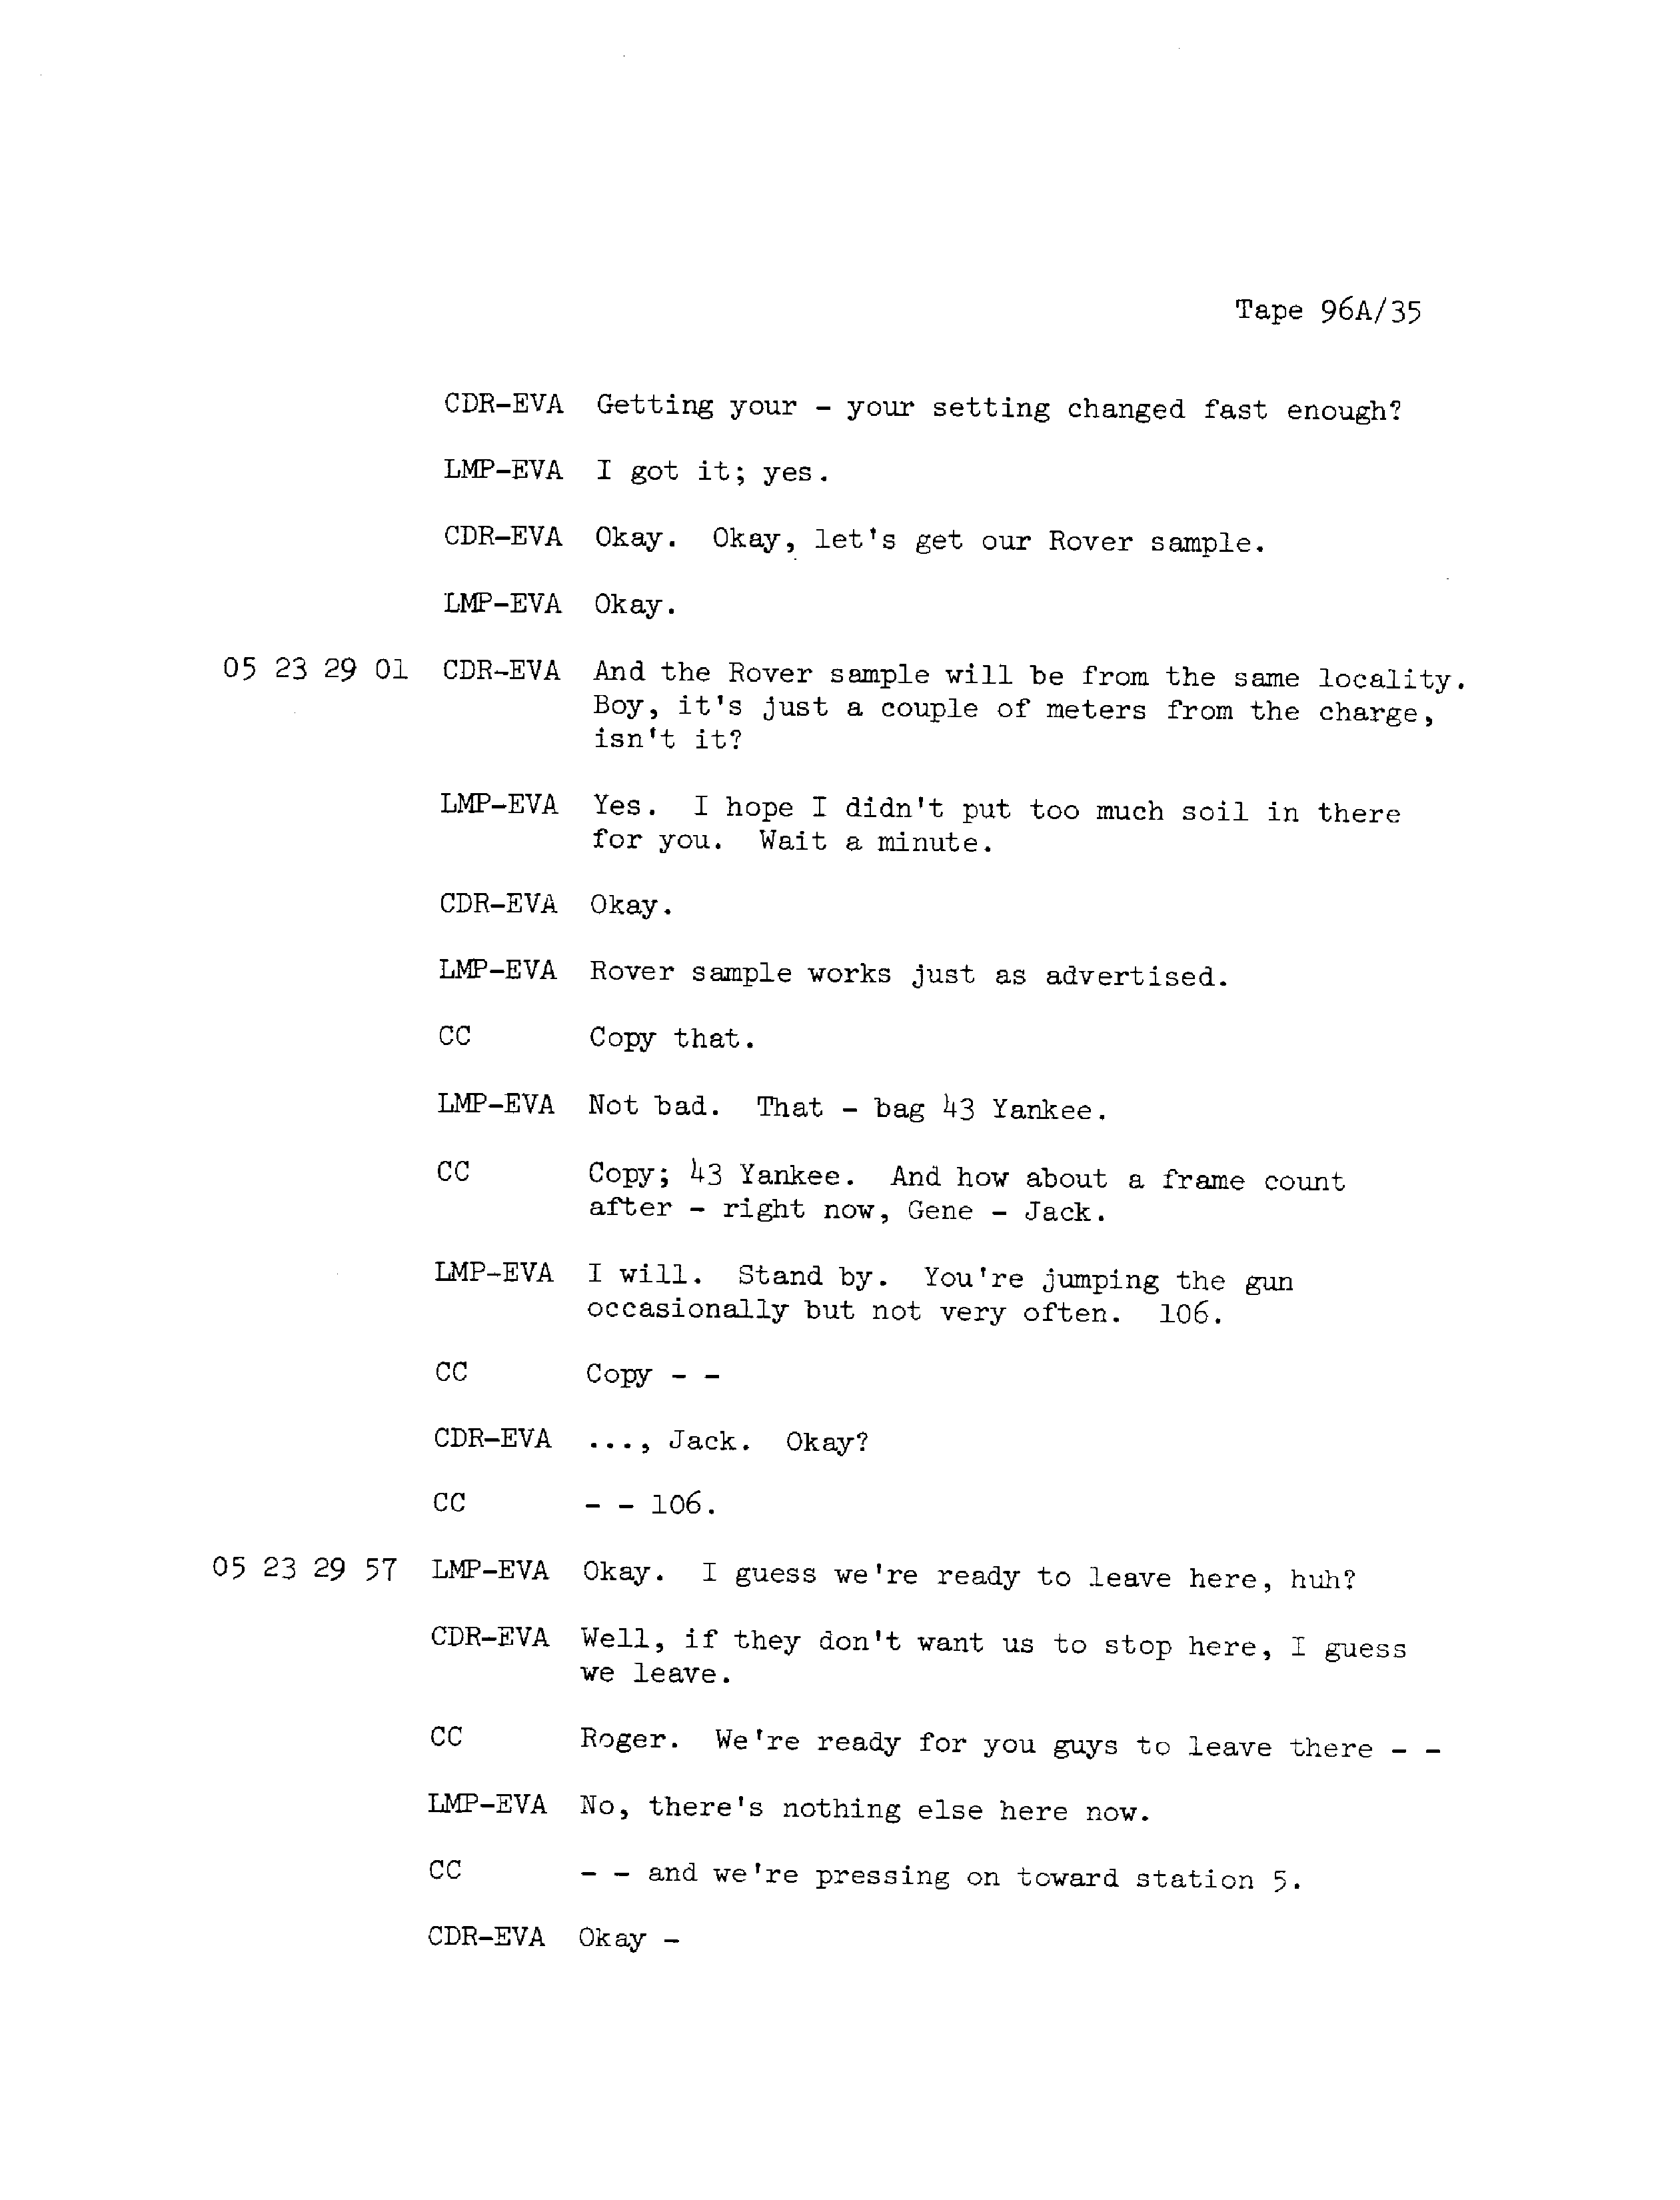 Tape 96A/35
CDR-EVA Getting your - your setting changed fast enough?
LMP-EVA I got it; yes.
CDR-EVA Okay. Okay, let's get our Rover sample.
LMP-EVA Okay.
05 23 29 01 CDR-EVA And the Rover sample will be from the same locality.
Boy, it's just a couple of meters from the charge,
isn't it?
LMP-EVA Yes. I hope I didn't put too much soil in there
for you. Wait a minute.
CDR-EVA Okay.
LMP-EVA Rover sample works just as advertised.
CC Copy that.
LMP-EVA Not bad. That - bag 43 Yankee.
CC Copy; 43 Yankee. And how about a frame count
after - right now, Gene - Jack.
LMP-EVA I will. Stand by. You're jumping the gun
occasionally but not very often. 106.
CC Copy - -
CDR-EVA ..., Jack. Okay?
CC - - 106.
05 23 29 57 LMP-EVA Okay. I guess we're ready to leave here, huh?
CDR-EVA Well, if they don't want us to stop here, I guess
we leave.
CC Roger. We're ready for you guys to leave there - -
LMP-EVA No, there's nothing else here now.
CC - - and we're pressing on toward station 5.
CDR-EVA Okay -